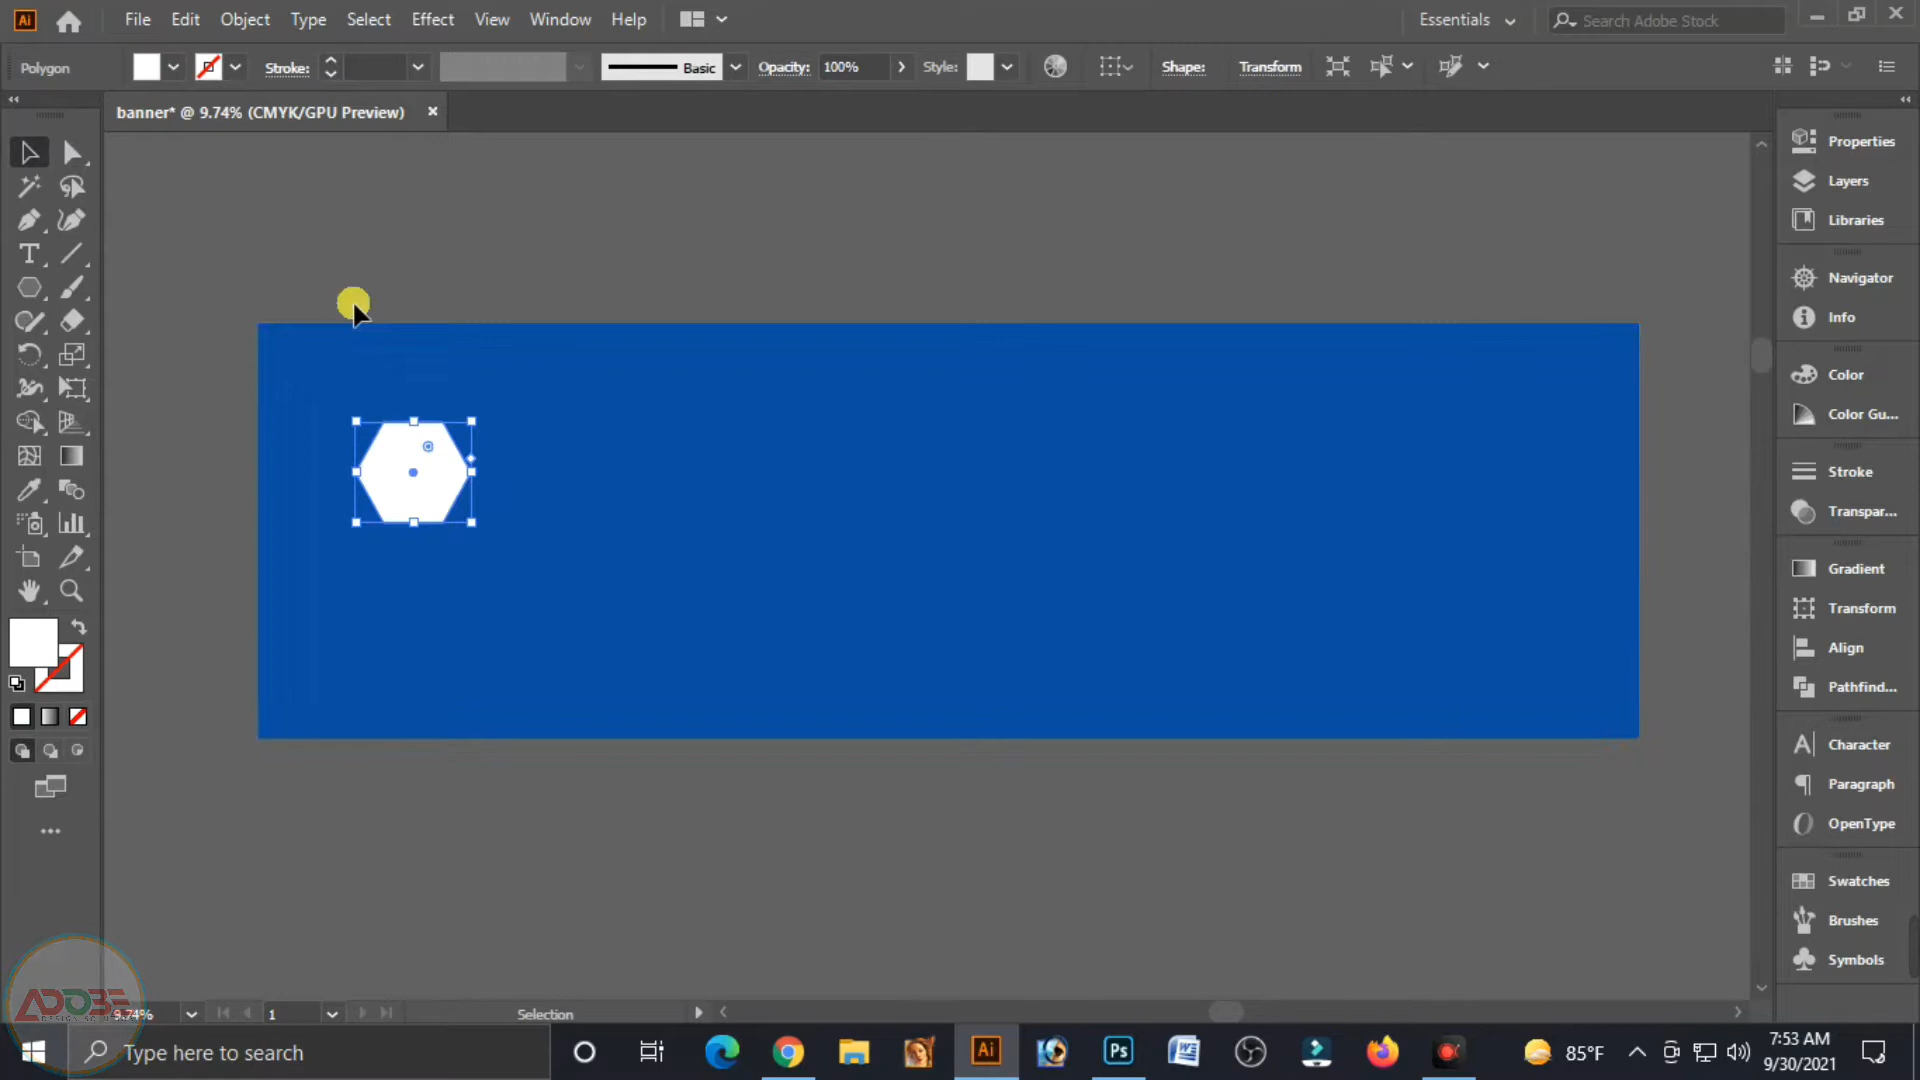 Ai File Edit Object Type Select Effect View Window Help Essentials Search Adobe Stock
Polygon Stroke: Basic Opacity: 100% Style: Shape: Transform
banner* @ 9.74% (CMYK/GPU Preview)
Properties
Layers
Libraries
Navigator
Info
Color
Color Gu...
Stroke
Transpar...
Gradient
Transform
Align
Pathfind...
Character
Paragraph
OpenType
Swatches
Brushes
Symbols
ADOBE
9.74% 1 Selection
Type here to search
Ai
Ps
85°F
7:53 AM
9/30/2021